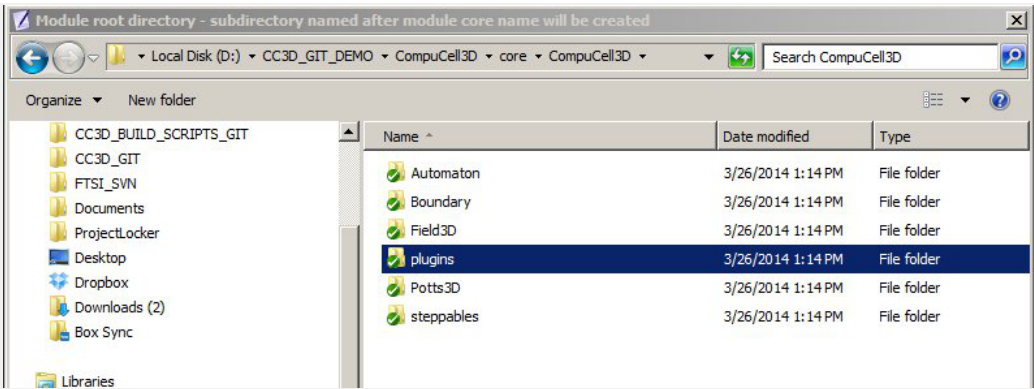 Module root directory - subdirectory named after module core name will be created
Local Disk (D:) CC3D_GIT_DEMO CompuCell3D core CompuCell3D
Search CompuCell3D
Organize New folder
CC3D_BUILD_SCRIPTS_GIT
CC3D_GIT
FTSI_SVN
Documents
ProjectLocker
Desktop
Dropbox
Downloads (2)
Box Sync
Libraries
Name Date modified Type
Automaton 3/26/2014 1:14 PM File folder
Boundary 3/26/2014 1:14 PM File folder
Field3D 3/26/2014 1:14 PM File folder
plugins 3/26/2014 1:14 PM File folder
Potts3D 3/26/2014 1:14 PM File folder
steppables 3/26/2014 1:14 PM File folder